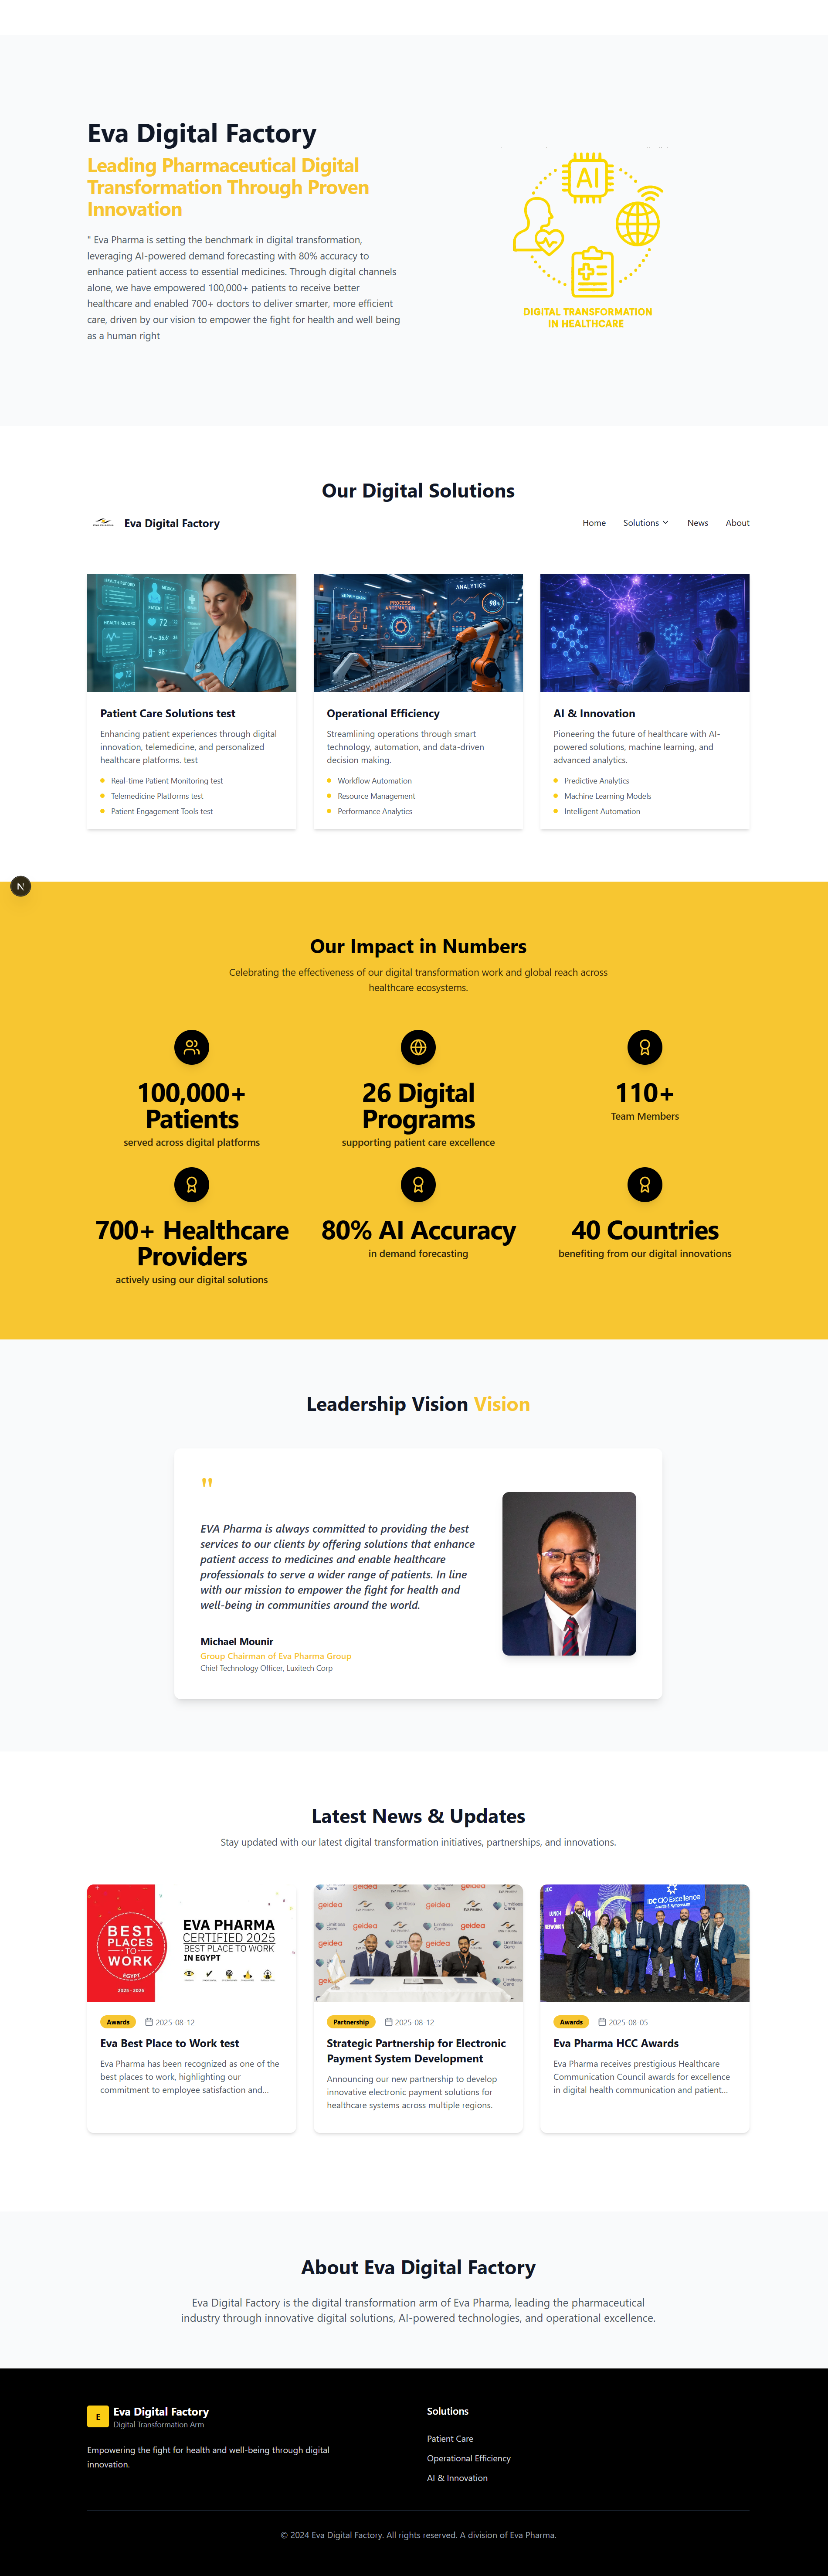 Eva Digital Factory
Leading Pharmaceutical Digital
Transformation Through Proven
Innovation
" Eva Pharma is setting the benchmark in digital transformation,
leveraging AI-powered demand forecasting with 80% accuracy to
enhance patient access to essential medicines. Through digital channels
alone, we have empowered 100,000+ patients to receive better
healthcare and enabled 700+ doctors to deliver smarter, more efficient
care, driven by our vision to empower the fight for health and well being
as a human right
AI
DIGITAL TRANSFORMATION
IN HEALTHCARE
Our Digital Solutions
Eva Digital Factory
Home
Solutions
News
About
HEALTH RECORD
HEALTH RECORD
MEDICAL
PATIENT
72
98
72
SUPPLY CHAIN
PROCESS
AUTOMATION
ANALYTICS
98%
Patient Care Solutions test
Enhancing patient experiences through digital
innovation, telemedicine, and personalized
healthcare platforms. test
Real-time Patient Monitoring test
Telemedicine Platforms test
Patient Engagement Tools test
Operational Efficiency
Streamlining operations through smart
technology, automation, and data-driven
decision making.
Workflow Automation
Resource Management
Performance Analytics
AI & Innovation
Pioneering the future of healthcare with AI-
powered solutions, machine learning, and
advanced analytics.
Predictive Analytics
Machine Learning Models
Intelligent Automation
N
Our Impact in Numbers
Celebrating the effectiveness of our digital transformation work and global reach across
healthcare ecosystems.
100,000+
Patients
served across digital platforms
26 Digital
Programs
supporting patient care excellence
110+
Team Members
700+ Healthcare
Providers
actively using our digital solutions
80% AI Accuracy
in demand forecasting
40 Countries
benefiting from our digital innovations
Leadership Vision Vision
"
EVA Pharma is always committed to providing the best
services to our clients by offering solutions that enhance
patient access to medicines and enable healthcare
professionals to serve a wider range of patients. In line
with our mission to empower the fight for health and
well-being in communities around the world.
Michael Mounir
Group Chairman of Eva Pharma Group
Chief Technology Officer, Luxitech Corp
Latest News & Updates
Stay updated with our latest digital transformation initiatives, partnerships, and innovations.
BEST
PLACES
TO
WORK
EGYPT
2025 - 2026
EVA PHARMA
CERTIFIED 2025
BEST PLACE TO WORK
IN EGYPT
geidea
Limitless
Care
EVA PHARMA
IDC
LUNCH &
NETWORKING
IDC CIO Excellence
Awards & Symposium
Awards
2025-08-12
Eva Best Place to Work test
Eva Pharma has been recognized as one of the
best places to work, highlighting our
commitment to employee satisfaction and...
Partnership
2025-08-12
Strategic Partnership for Electronic
Payment System Development
Announcing our new partnership to develop
innovative electronic payment solutions for
healthcare systems across multiple regions.
Awards
2025-08-05
Eva Pharma HCC Awards
Eva Pharma receives prestigious Healthcare
Communication Council awards for excellence
in digital health communication and patient...
About Eva Digital Factory
Eva Digital Factory is the digital transformation arm of Eva Pharma, leading the pharmaceutical
industry through innovative digital solutions, AI-powered technologies, and operational excellence.
E
Eva Digital Factory
Digital Transformation Arm
Empowering the fight for health and well-being through digital
innovation.
Solutions
Patient Care
Operational Efficiency
AI & Innovation
© 2024 Eva Digital Factory. All rights reserved. A division of Eva Pharma.